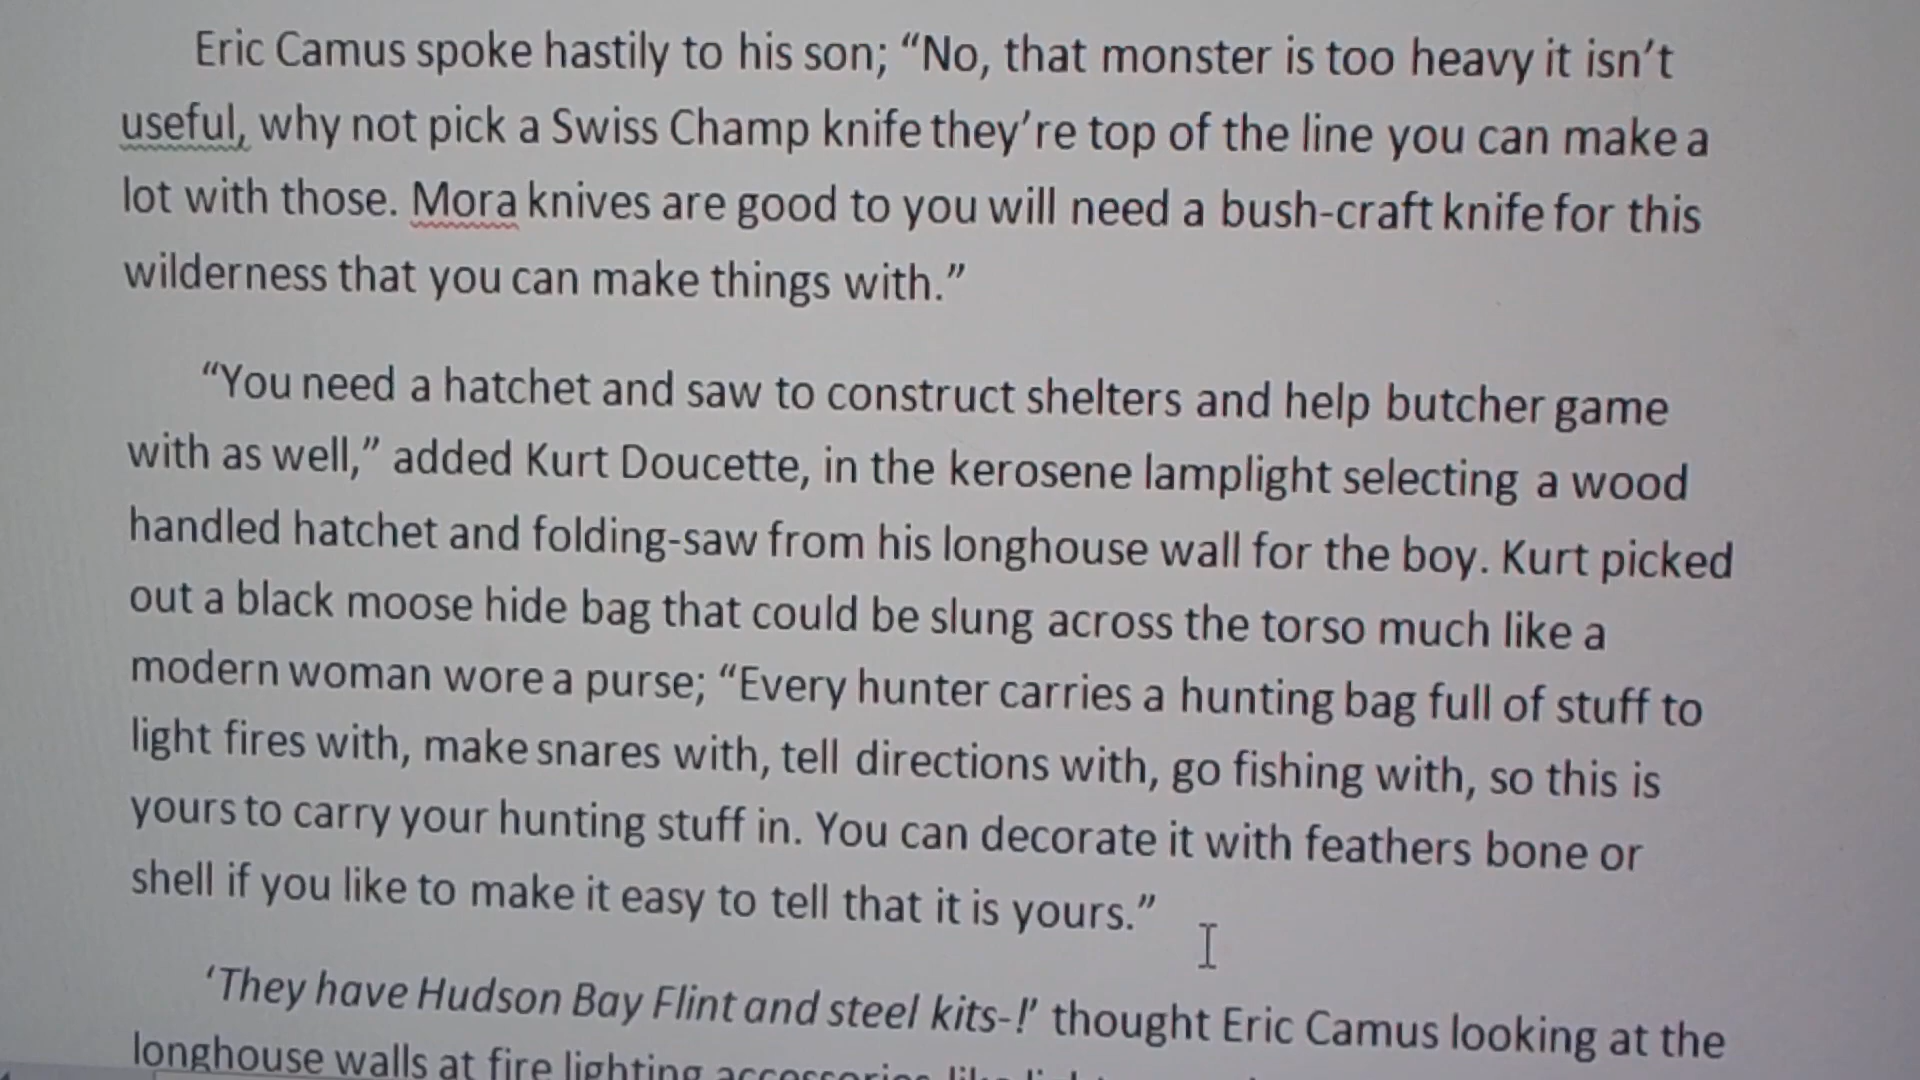 Eric Camus spoke hastily to his son; “No, that monster is too heavy it isn’t
useful, why not pick a Swiss Champ knife they’re top of the line you can make a
lot with those. Mora knives are good to you will need a bush-craft knife for this
wilderness that you can make things with.”
“You need a hatchet and saw to construct shelters and help butcher game
with as well,” added Kurt Doucette, in the kerosene lamplight selecting a wood
handled hatchet and folding-saw from his longhouse wall for the boy. Kurt picked
out a black moose hide bag that could be slung across the torso much like a
modern woman wore a purse; “Every hunter carries a hunting bag full of stuff to
light fires with, make snares with, tell directions with, go fishing with, so this is
yours to carry your hunting stuff in. You can decorate it with feathers bone or
shell if you like to make it easy to tell that it is yours.”
‘They have Hudson Bay Flint and steel kits-!’ thought Eric Camus looking at the
longhouse walls at fire lighting accessories like